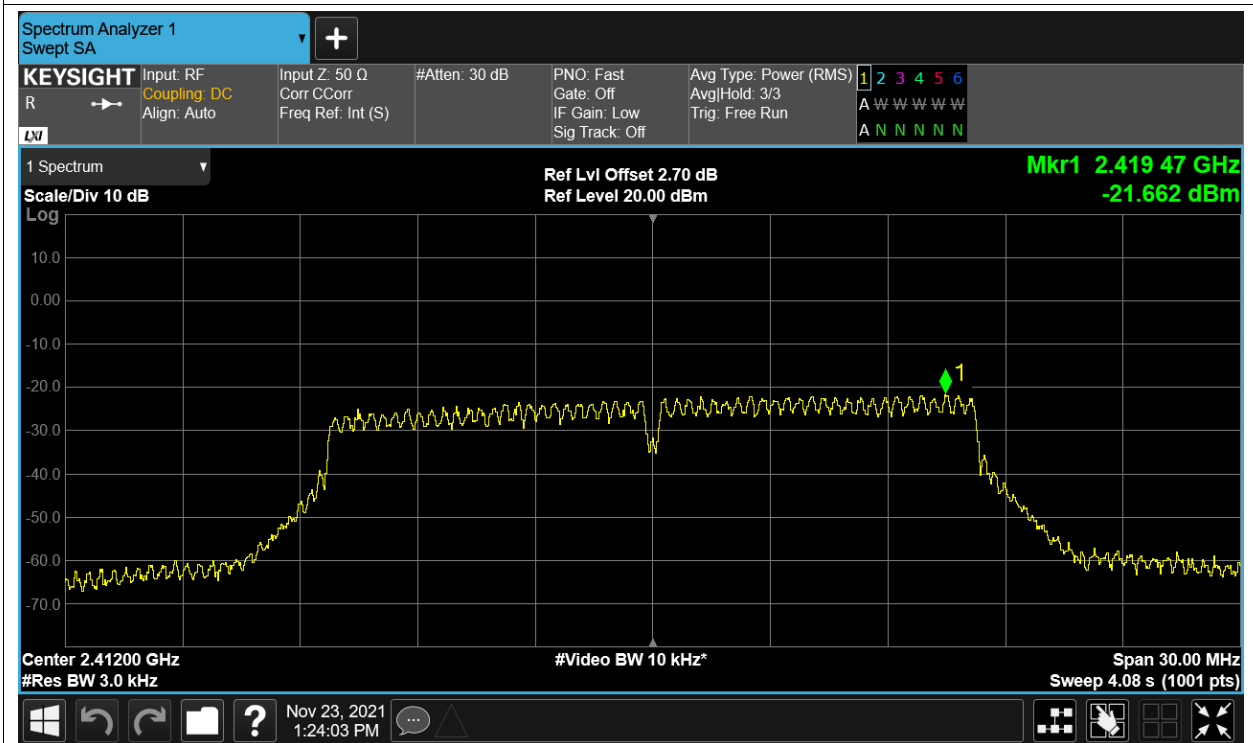 Spectrum Analyzer 1
Swept SA
KEYSIGHT
R
LXI
Input: RF
Coupling: DC
Align: Auto
Input Z: 50 Ω
Corr CCorr
Freq Ref: Int (S)
#Atten: 30 dB
PNO: Fast
Gate: Off
IF Gain: Low
Sig Track: Off
Avg Type: Power (RMS)
Avg|Hold: 3/3
Trig: Free Run
1 2 3 4 5 6
A W W W W W
A N N N N N
1 Spectrum
Scale/Div 10 dB
Log
Ref Lvl Offset 2.70 dB
Ref Level 20.00 dBm
Mkr1 2.419 47 GHz
-21.662 dBm
10.0
0.00
-10.0
-20.0
-30.0
-40.0
-50.0
-60.0
-70.0
1
Center 2.41200 GHz
#Res BW 3.0 kHz
#Video BW 10 kHz*
Span 30.00 MHz
Sweep 4.08 s (1001 pts)
?
Nov 23, 2021
1:24:03 PM